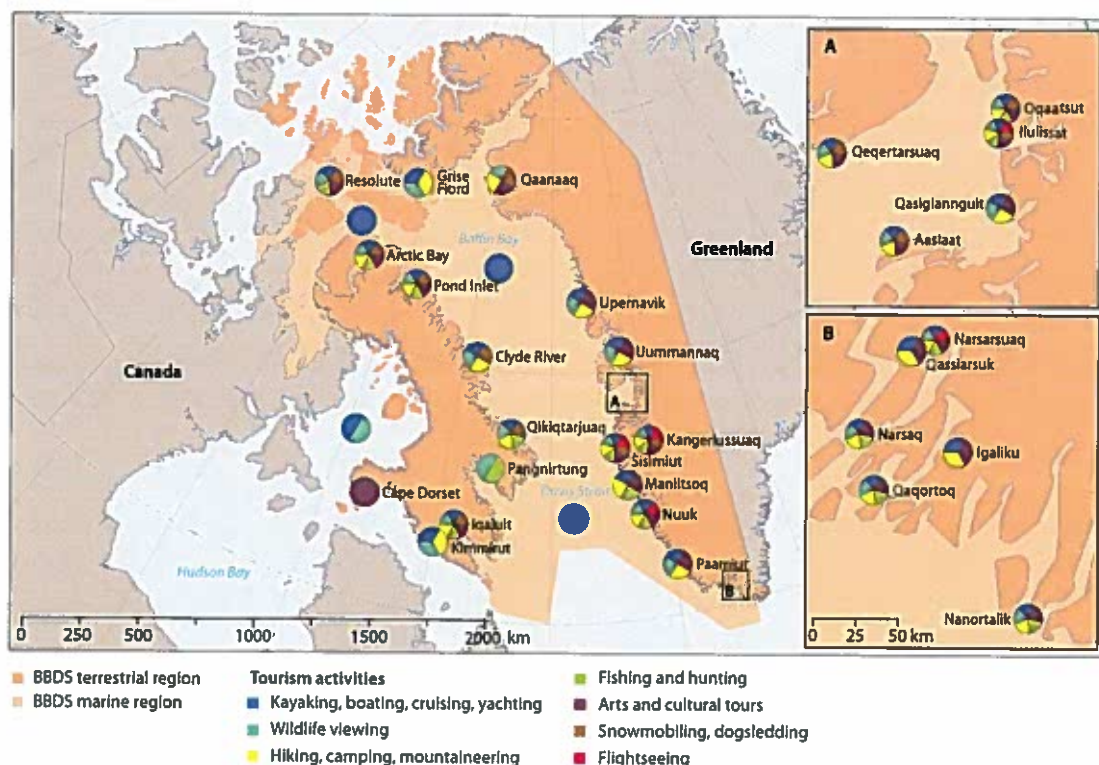 Resolute
Grise
Fiord
Qaanaaq
Arctic Bay
Baffin Bay
Pond Inlet
Greenland
Upernavik
Clyde River
Uummannaq
Canada
A
Qikiqtarjuaq
Kangerlussuaq
Sisimiut
Pangnirtung
Maniitsoq
Cape Dorset
Davis Strait
Nuuk
Iqaluit
Kimmirut
Paamiut
Hudson Bay
B
0 500 1000 1500 2000 km
A
Oqaatsut
Ilulissat
Qeqertarsuaq
Qasigiannguit
Aasiaat
B
Narsarsuaq
Qassiarsuk
Narsaq
Igaliku
Qaqortoq
Nanortalik
0 25 50 km
BBDS terrestrial region
BBDS marine region
Tourism activities
Kayaking, boating, cruising, yachting
Wildlife viewing
Hiking, camping, mountaineering
Fishing and hunting
Arts and cultural tours
Snowmobiling, dogsledding
Flightseeing